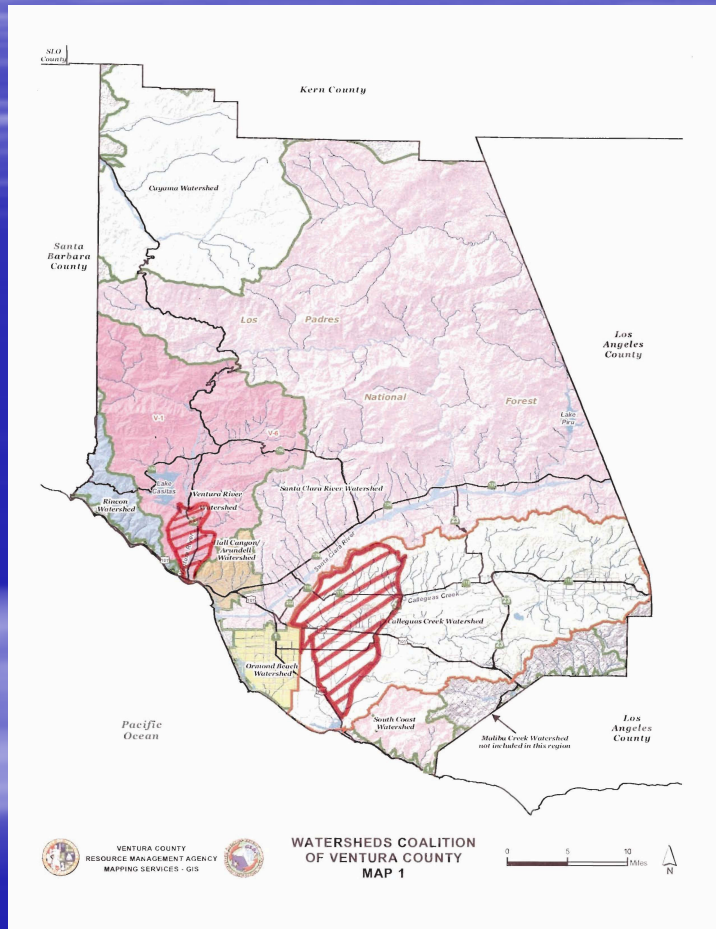 SLO
County
Kern County
Cuyama Watershed
Santa
Barbara
County
Los Padres
National Forest
Los
Angeles
County
Lake
Piru
V-1
V-6
Lake
Casitas
Ventura River
Watershed
Santa Clara River Watershed
Rincon
Watershed
Hall Canyon/
Arundell
Watershed
Santa Clara River
Calleguas Creek
Calleguas Creek Watershed
Ormond Beach
Watershed
South Coast
Watershed
Malibu Creek Watershed
not included in this region
Pacific
Ocean
Los
Angeles
County
VENTURA COUNTY
RESOURCE MANAGEMENT AGENCY
MAPPING SERVICES - GIS
WATERSHEDS COALITION
OF VENTURA COUNTY
MAP 1
0 5 10
Miles
N